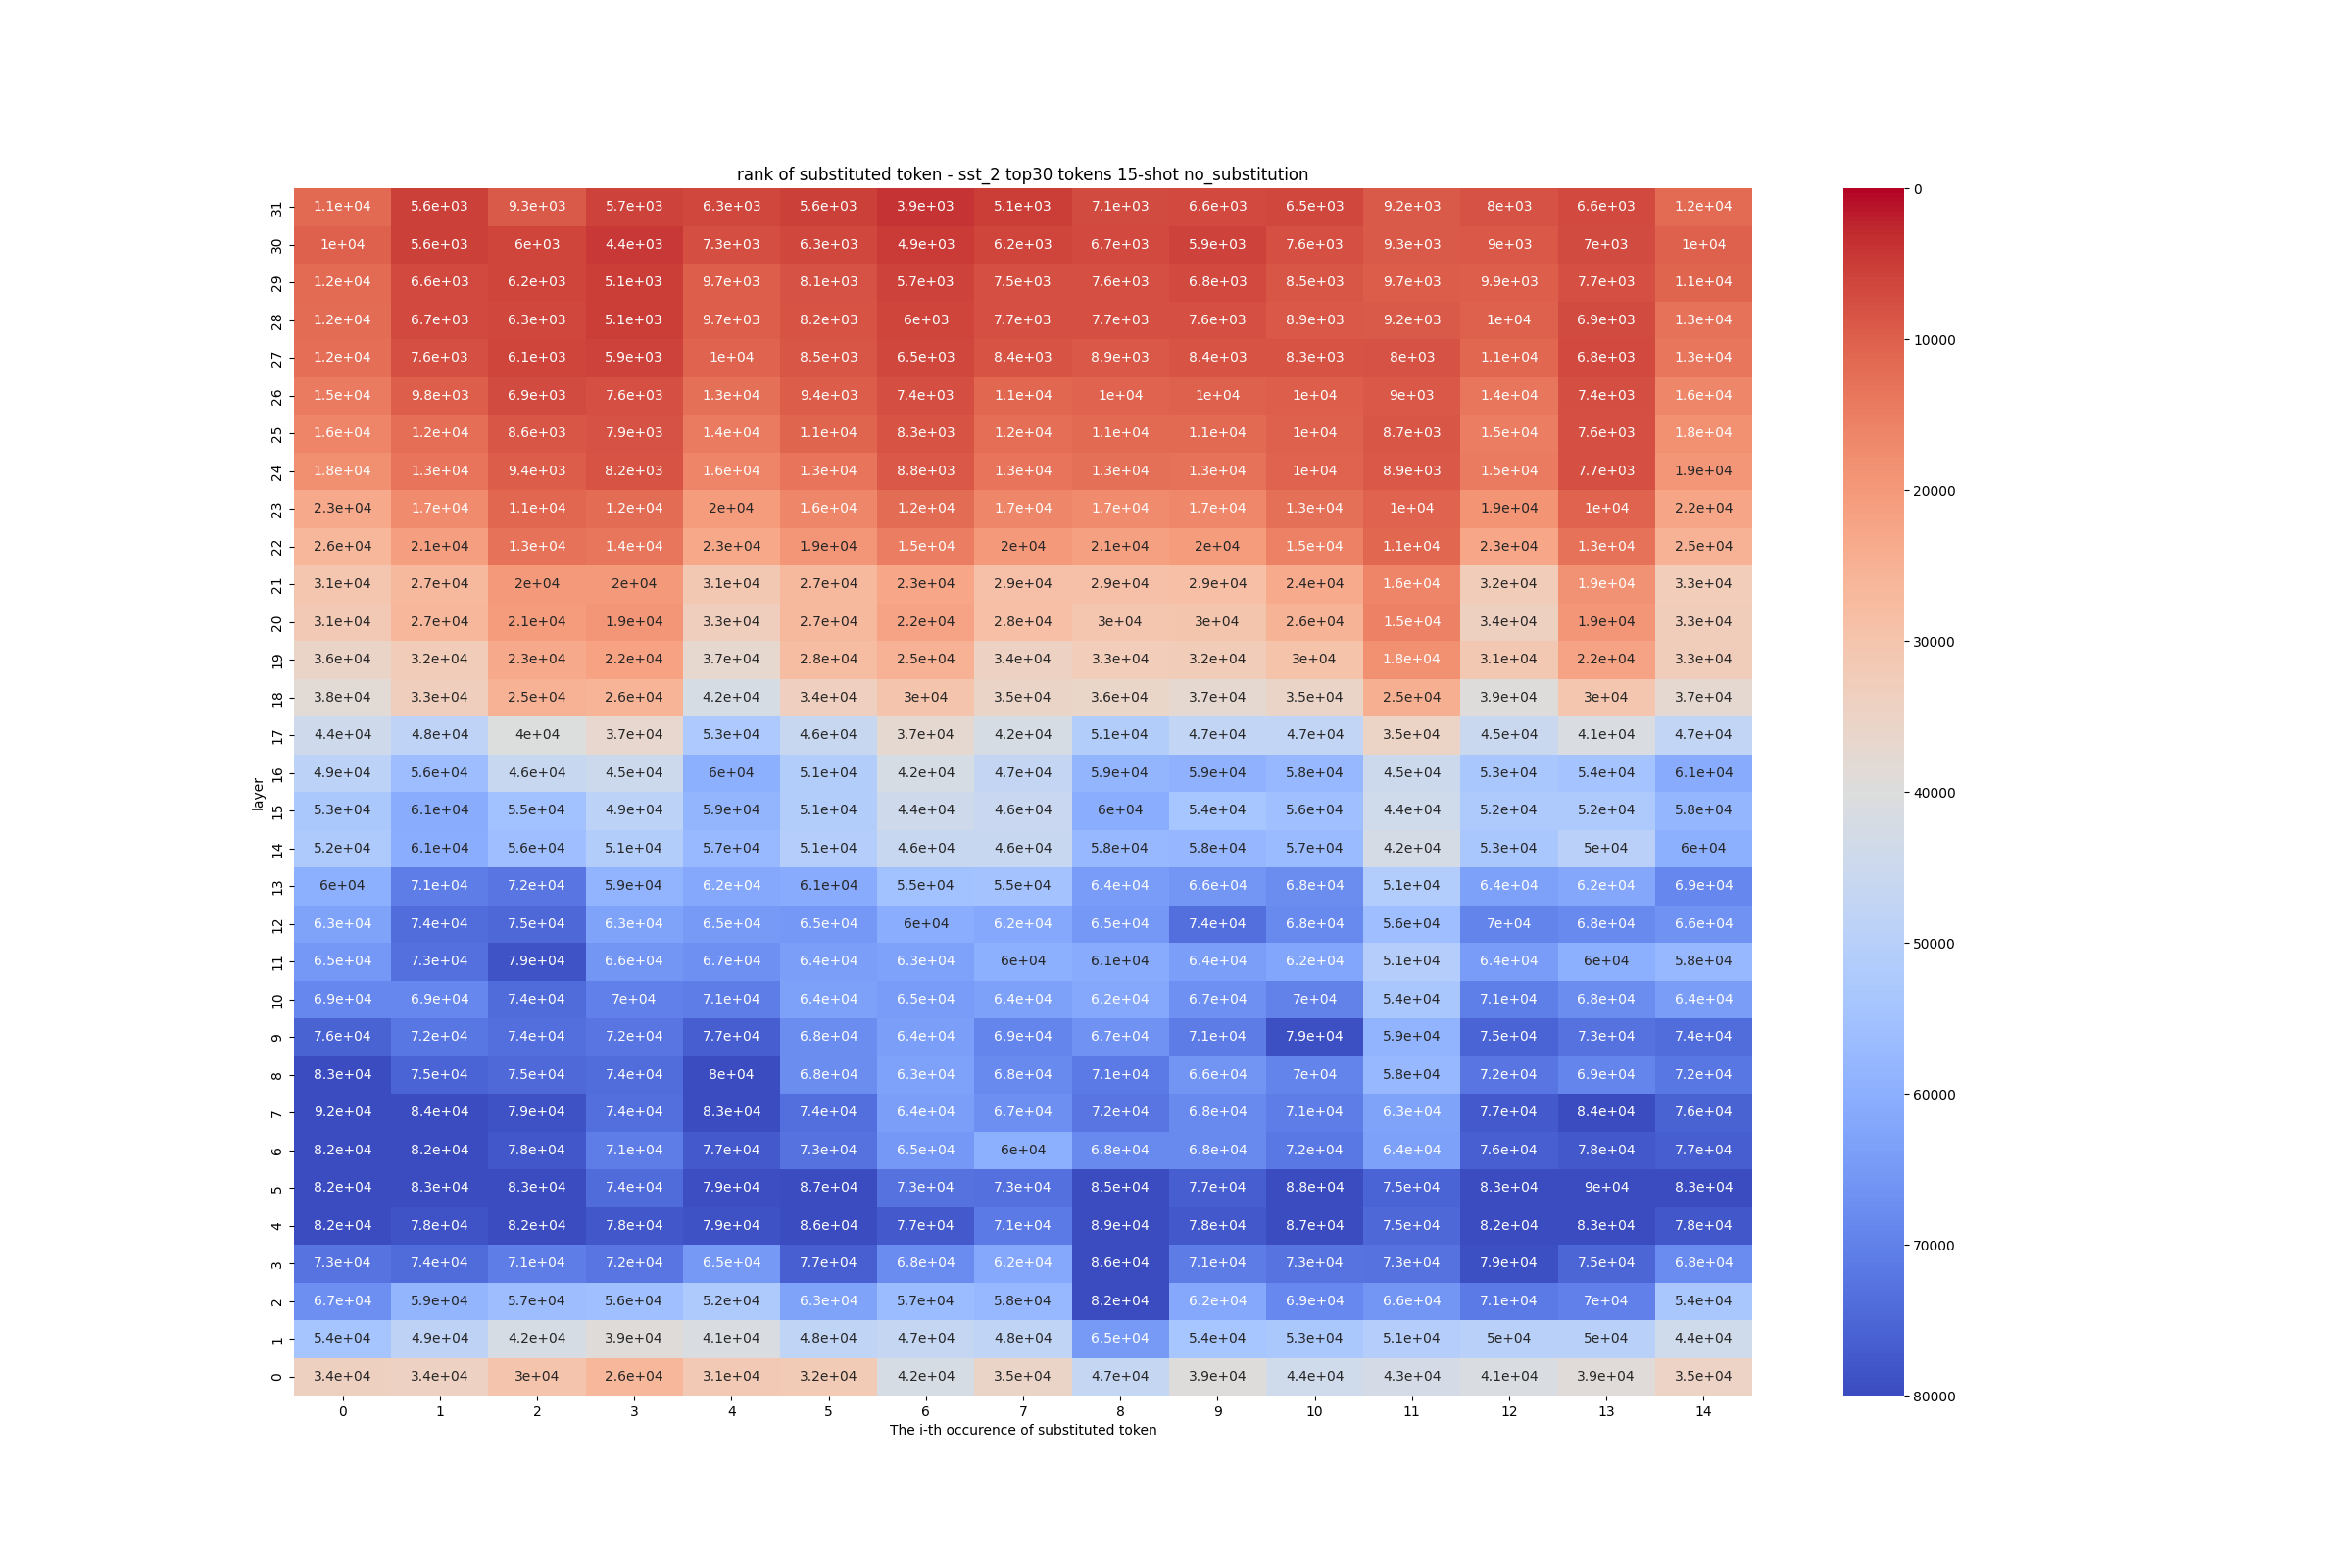 rank of substituted token - sst_2 top30 tokens 15-shot no_substitution
31 1.1e+04 5.6e+03 9.3e+03 5.7e+03 6.3e+03 5.6e+03 3.9e+03 5.1e+03 7.1e+03 6.6e+03 6.5e+03 9.2e+03 8e+03 6.6e+03 1.2e+04 0
30 1e+04 5.6e+03 6e+03 4.4e+03 7.3e+03 6.3e+03 4.9e+03 6.2e+03 6.7e+03 5.9e+03 7.6e+03 9.3e+03 9e+03 7e+03 1e+04
29 1.2e+04 6.6e+03 6.2e+03 5.1e+03 9.7e+03 8.1e+03 5.7e+03 7.5e+03 7.6e+03 6.8e+03 8.5e+03 9.7e+03 9.9e+03 7.7e+03 1.1e+04
28 1.2e+04 6.7e+03 6.3e+03 5.1e+03 9.7e+03 8.2e+03 6e+03 7.7e+03 7.7e+03 7.6e+03 8.9e+03 9.2e+03 1e+04 6.9e+03 1.3e+04 10000
27 1.2e+04 7.6e+03 6.1e+03 5.9e+03 1e+04 8.5e+03 6.5e+03 8.4e+03 8.9e+03 8.4e+03 8.3e+03 8e+03 1.1e+04 6.8e+03 1.3e+04
26 1.5e+04 9.8e+03 6.9e+03 7.6e+03 1.3e+04 9.4e+03 7.4e+03 1.1e+04 1e+04 1e+04 1e+04 9e+03 1.4e+04 7.4e+03 1.6e+04
25 1.6e+04 1.2e+04 8.6e+03 7.9e+03 1.4e+04 1.1e+04 8.3e+03 1.2e+04 1.1e+04 1.1e+04 1e+04 8.7e+03 1.5e+04 7.6e+03 1.8e+04
24 1.8e+04 1.3e+04 9.4e+03 8.2e+03 1.6e+04 1.3e+04 8.8e+03 1.3e+04 1.3e+04 1.3e+04 1e+04 8.9e+03 1.5e+04 7.7e+03 1.9e+04 20000
23 2.3e+04 1.7e+04 1.1e+04 1.2e+04 2e+04 1.6e+04 1.2e+04 1.7e+04 1.7e+04 1.7e+04 1.3e+04 1e+04 1.9e+04 1e+04 2.2e+04
22 2.6e+04 2.1e+04 1.3e+04 1.4e+04 2.3e+04 1.9e+04 1.5e+04 2e+04 2.1e+04 2e+04 1.5e+04 1.1e+04 2.3e+04 1.3e+04 2.5e+04
21 3.1e+04 2.7e+04 2e+04 2e+04 3.1e+04 2.7e+04 2.3e+04 2.9e+04 2.9e+04 2.9e+04 2.4e+04 1.6e+04 3.2e+04 1.9e+04 3.3e+04
20 3.1e+04 2.7e+04 2.1e+04 1.9e+04 3.3e+04 2.7e+04 2.2e+04 2.8e+04 3e+04 3e+04 2.6e+04 1.5e+04 3.4e+04 1.9e+04 3.3e+04 30000
19 3.6e+04 3.2e+04 2.3e+04 2.2e+04 3.7e+04 2.8e+04 2.5e+04 3.4e+04 3.3e+04 3.2e+04 3e+04 1.8e+04 3.1e+04 2.2e+04 3.3e+04
18 3.8e+04 3.3e+04 2.5e+04 2.6e+04 4.2e+04 3.4e+04 3e+04 3.5e+04 3.6e+04 3.7e+04 3.5e+04 2.5e+04 3.9e+04 3e+04 3.7e+04
17 4.4e+04 4.8e+04 4e+04 3.7e+04 5.3e+04 4.6e+04 3.7e+04 4.2e+04 5.1e+04 4.7e+04 4.7e+04 3.5e+04 4.5e+04 4.1e+04 4.7e+04
16 4.9e+04 5.6e+04 4.6e+04 4.5e+04 6e+04 5.1e+04 4.2e+04 4.7e+04 5.9e+04 5.9e+04 5.8e+04 4.5e+04 5.3e+04 5.4e+04 6.1e+04 40000
layer
15 5.3e+04 6.1e+04 5.5e+04 4.9e+04 5.9e+04 5.1e+04 4.4e+04 4.6e+04 6e+04 5.4e+04 5.6e+04 4.4e+04 5.2e+04 5.2e+04 5.8e+04
14 5.2e+04 6.1e+04 5.6e+04 5.1e+04 5.7e+04 5.1e+04 4.6e+04 4.6e+04 5.8e+04 5.8e+04 5.7e+04 4.2e+04 5.3e+04 5e+04 6e+04
13 6e+04 7.1e+04 7.2e+04 5.9e+04 6.2e+04 6.1e+04 5.5e+04 5.5e+04 6.4e+04 6.6e+04 6.8e+04 5.1e+04 6.4e+04 6.2e+04 6.9e+04
12 6.3e+04 7.4e+04 7.5e+04 6.3e+04 6.5e+04 6.5e+04 6e+04 6.2e+04 6.5e+04 7.4e+04 6.8e+04 5.6e+04 7e+04 6.8e+04 6.6e+04 50000
11 6.5e+04 7.3e+04 7.9e+04 6.6e+04 6.7e+04 6.4e+04 6.3e+04 6e+04 6.1e+04 6.4e+04 6.2e+04 5.1e+04 6.4e+04 6e+04 5.8e+04
10 6.9e+04 6.9e+04 7.4e+04 7e+04 7.1e+04 6.4e+04 6.5e+04 6.4e+04 6.2e+04 6.7e+04 7e+04 5.4e+04 7.1e+04 6.8e+04 6.4e+04
9 7.6e+04 7.2e+04 7.4e+04 7.2e+04 7.7e+04 6.8e+04 6.4e+04 6.9e+04 6.7e+04 7.1e+04 7.9e+04 5.9e+04 7.5e+04 7.3e+04 7.4e+04
8 8.3e+04 7.5e+04 7.5e+04 7.4e+04 8e+04 6.8e+04 6.3e+04 6.8e+04 7.1e+04 6.6e+04 7e+04 5.8e+04 7.2e+04 6.9e+04 7.2e+04 60000
7 9.2e+04 8.4e+04 7.9e+04 7.4e+04 8.3e+04 7.4e+04 6.4e+04 6.7e+04 7.2e+04 6.8e+04 7.1e+04 6.3e+04 7.7e+04 8.4e+04 7.6e+04
6 8.2e+04 8.2e+04 7.8e+04 7.1e+04 7.7e+04 7.3e+04 6.5e+04 6e+04 6.8e+04 6.8e+04 7.2e+04 6.4e+04 7.6e+04 7.8e+04 7.7e+04
5 8.2e+04 8.3e+04 8.3e+04 7.4e+04 7.9e+04 8.7e+04 7.3e+04 7.3e+04 8.5e+04 7.7e+04 8.8e+04 7.5e+04 8.3e+04 9e+04 8.3e+04
4 8.2e+04 7.8e+04 8.2e+04 7.8e+04 7.9e+04 8.6e+04 7.7e+04 7.1e+04 8.9e+04 7.8e+04 8.7e+04 7.5e+04 8.2e+04 8.3e+04 7.8e+04 70000
3 7.3e+04 7.4e+04 7.1e+04 7.2e+04 6.5e+04 7.7e+04 6.8e+04 6.2e+04 8.6e+04 7.1e+04 7.3e+04 7.3e+04 7.9e+04 7.5e+04 6.8e+04
2 6.7e+04 5.9e+04 5.7e+04 5.6e+04 5.2e+04 6.3e+04 5.7e+04 5.8e+04 8.2e+04 6.2e+04 6.9e+04 6.6e+04 7.1e+04 7e+04 5.4e+04
1 5.4e+04 4.9e+04 4.2e+04 3.9e+04 4.1e+04 4.8e+04 4.7e+04 4.8e+04 6.5e+04 5.4e+04 5.3e+04 5.1e+04 5e+04 5e+04 4.4e+04
0 3.4e+04 3.4e+04 3e+04 2.6e+04 3.1e+04 3.2e+04 4.2e+04 3.5e+04 4.7e+04 3.9e+04 4.4e+04 4.3e+04 4.1e+04 3.9e+04 3.5e+04 80000
0 1 2 3 4 5 6 7 8 9 10 11 12 13 14
The i-th occurence of substituted token